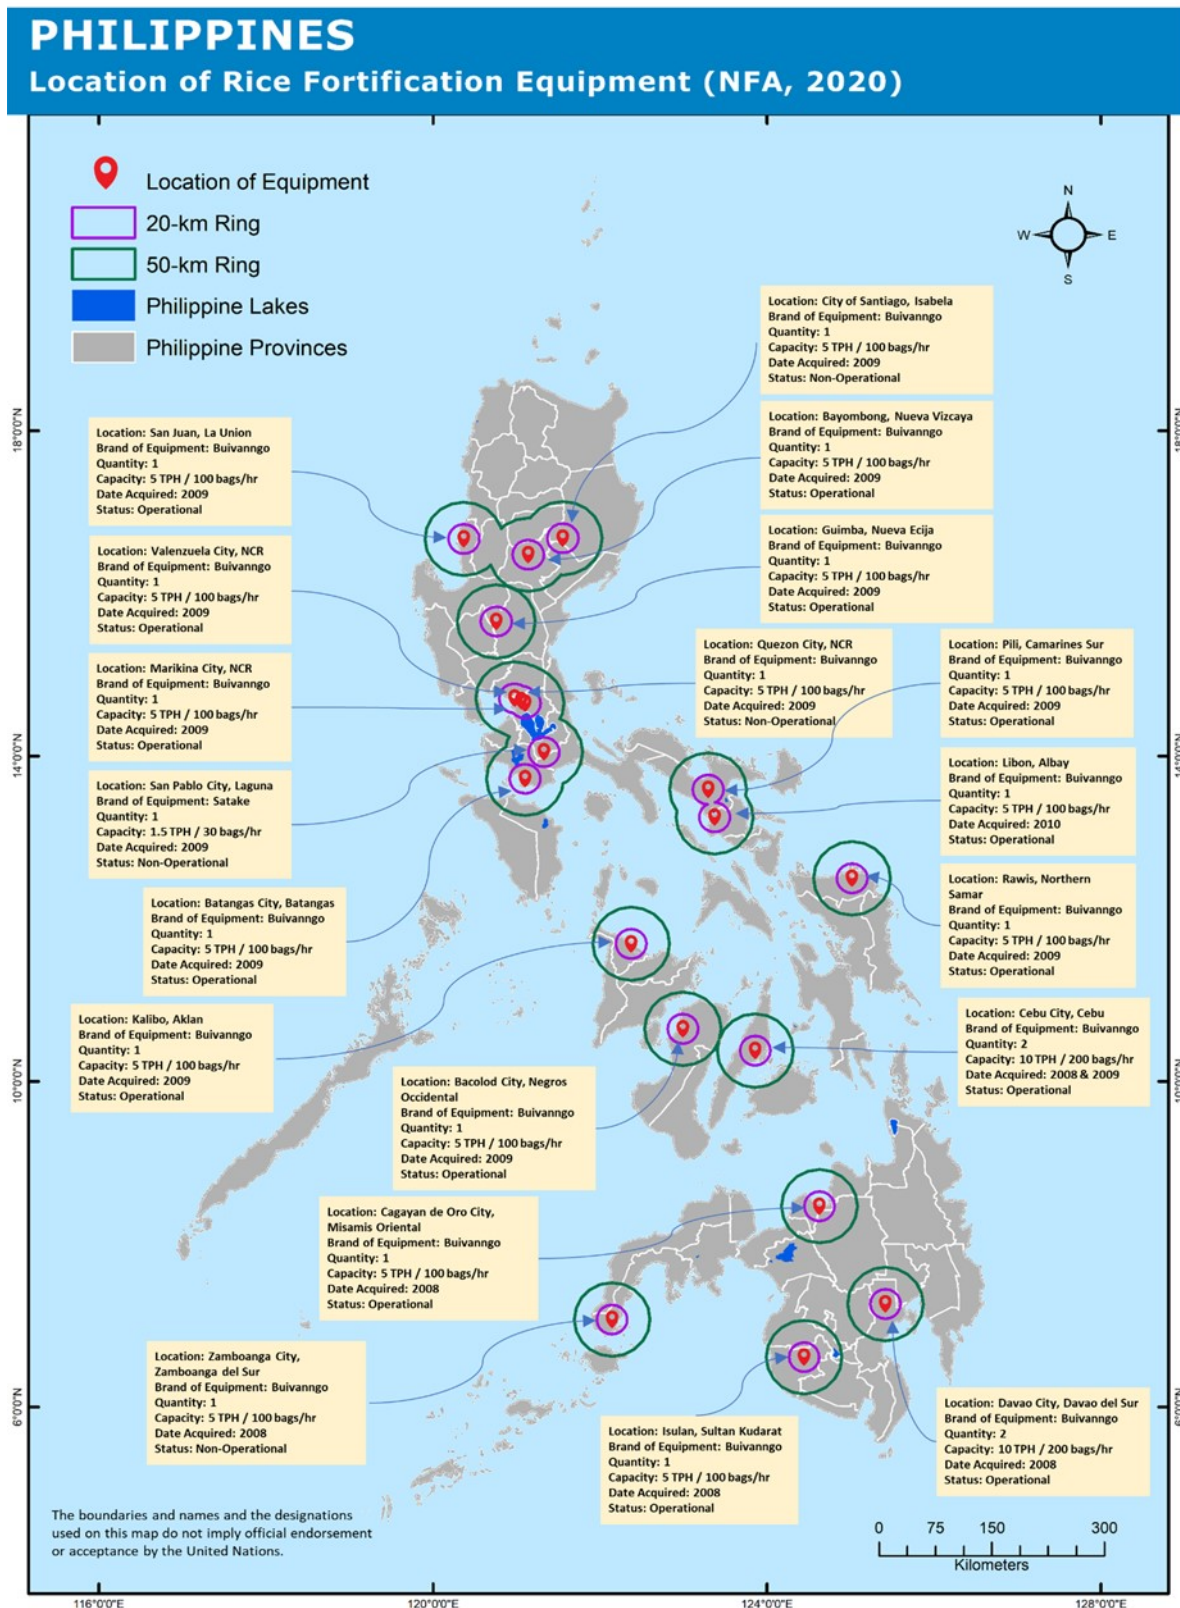 PHILIPPINES
Location of Rice Fortification Equipment (NFA, 2020)
Location of Equipment
20-km Ring
50-km Ring
Philippine Lakes
Philippine Provinces
N
W
E
S
Location: City of Santiago, Isabela
Brand of Equipment: Buivanngo
Quantity: 1
Capacity: 5 TPH / 100 bags/hr
Date Acquired: 2009
Status: Non-Operational
Location: Bayombong, Nueva Vizcaya
Brand of Equipment: Buivanngo
Quantity: 1
Capacity: 5 TPH / 100 bags/hr
Date Acquired: 2009
Status: Operational
Location: San Juan, La Union
Brand of Equipment: Buivanngo
Quantity: 1
Capacity: 5 TPH / 100 bags/hr
Date Acquired: 2009
Status: Operational
Location: Guimba, Nueva Ecija
Brand of Equipment: Buivanngo
Quantity: 1
Capacity: 5 TPH / 100 bags/hr
Date Acquired: 2009
Status: Operational
Location: Valenzuela City, NCR
Brand of Equipment: Buivanngo
Quantity: 1
Capacity: 5 TPH / 100 bags/hr
Date Acquired: 2009
Status: Operational
Location: Quezon City, NCR
Brand of Equipment: Buivanngo
Quantity: 1
Capacity: 5 TPH / 100 bags/hr
Date Acquired: 2009
Status: Non-Operational
Location: Pili, Camarines Sur
Brand of Equipment: Buivanngo
Quantity: 1
Capacity: 5 TPH / 100 bags/hr
Date Acquired: 2009
Status: Operational
Location: Marikina City, NCR
Brand of Equipment: Buivanngo
Quantity: 1
Capacity: 5 TPH / 100 bags/hr
Date Acquired: 2009
Status: Operational
Location: Libon, Albay
Brand of Equipment: Buivanngo
Quantity: 1
Capacity: 5 TPH / 100 bags/hr
Date Acquired: 2010
Status: Operational
Location: San Pablo City, Laguna
Brand of Equipment: Satake
Quantity: 1
Capacity: 1.5 TPH / 30 bags/hr
Date Acquired: 2009
Status: Non-Operational
Location: Rawis, Northern
Samar
Brand of Equipment: Buivanngo
Quantity: 1
Capacity: 5 TPH / 100 bags/hr
Date Acquired: 2009
Status: Operational
Location: Batangas City, Batangas
Brand of Equipment: Buivanngo
Quantity: 1
Capacity: 5 TPH / 100 bags/hr
Date Acquired: 2009
Status: Operational
Location: Kalibo, Aklan
Brand of Equipment: Buivanngo
Quantity: 1
Capacity: 5 TPH / 100 bags/hr
Date Acquired: 2009
Status: Operational
Location: Cebu City, Cebu
Brand of Equipment: Buivanngo
Quantity: 2
Capacity: 10 TPH / 200 bags/hr
Date Acquired: 2008 & 2009
Status: Operational
Location: Bacolod City, Negros
Occidental
Brand of Equipment: Buivanngo
Quantity: 1
Capacity: 5 TPH / 100 bags/hr
Date Acquired: 2009
Status: Operational
Location: Cagayan de Oro City,
Misamis Oriental
Brand of Equipment: Buivanngo
Quantity: 1
Capacity: 5 TPH / 100 bags/hr
Date Acquired: 2008
Status: Operational
Location: Zamboanga City,
Zamboanga del Sur
Brand of Equipment: Buivanngo
Quantity: 1
Capacity: 5 TPH / 100 bags/hr
Date Acquired: 2008
Status: Non-Operational
Location: Isulan, Sultan Kudarat
Brand of Equipment: Buivanngo
Quantity: 1
Capacity: 5 TPH / 100 bags/hr
Date Acquired: 2008
Status: Operational
Location: Davao City, Davao del Sur
Brand of Equipment: Buivanngo
Quantity: 2
Capacity: 10 TPH / 200 bags/hr
Date Acquired: 2008
Status: Operational
The boundaries and names and the designations
used on this map do not imply official endorsement
or acceptance by the United Nations.
0 75 150 300
Kilometers
18°0'0"N
14°0'0"N
10°0'0"N
6°0'0"N
18°0'0"N
14°0'0"N
10°0'0"N
6°0'0"N
116°0'0"E
120°0'0"E
124°0'0"E
128°0'0"E